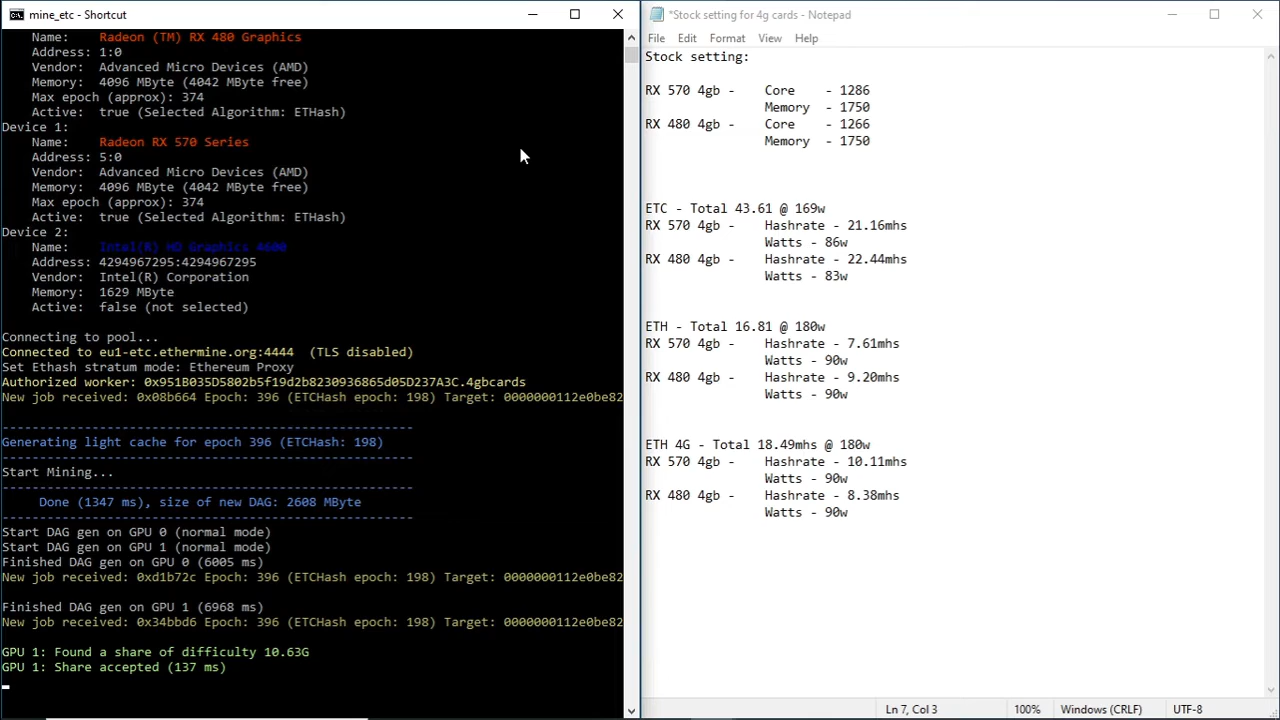 mine_etc - Shortcut
Name: Radeon (TM) RX 480 Graphics
Address: 1:0
Vendor: Advanced Micro Devices (AMD)
Memory: 4096 MByte (4042 MByte free)
Max epoch (approx): 374
Active: true (Selected Algorithm: ETHash)
Device 1:
Name: Radeon RX 570 Series
Address: 5:0
Vendor: Advanced Micro Devices (AMD)
Memory: 4096 MByte (4042 MByte free)
Max epoch (approx): 374
Active: true (Selected Algorithm: ETHash)
Device 2:
Name: Intel(R) HD Graphics 4600
Address: 4294967295:4294967295
Vendor: Intel(R) Corporation
Memory: 1629 MByte
Active: false (not selected)
Connecting to pool...
Connected to eu1-etc.ethermine.org:4444 (TLS disabled)
Set Ethash stratum mode: Ethereum Proxy
Authorized worker: 0x951B035D5802b5f19d2b8230936865d05D237A3C.4gbcards
New job received: 0x08b664 Epoch: 396 (ETCHash epoch: 198) Target: 0000000112e0be82
-------------------------------------------------------
Generating light cache for epoch 396 (ETCHash: 198)
-------------------------------------------------------
Start Mining...
-------------------------------------------------------
Done (1347 ms), size of new DAG: 2608 MByte
-------------------------------------------------------
Start DAG gen on GPU 0 (normal mode)
Start DAG gen on GPU 1 (normal mode)
Finished DAG gen on GPU 0 (6005 ms)
New job received: 0xd1b72c Epoch: 396 (ETCHash epoch: 198) Target: 0000000112e0be82
Finished DAG gen on GPU 1 (6968 ms)
New job received: 0x34bbd6 Epoch: 396 (ETCHash epoch: 198) Target: 0000000112e0be82
GPU 1: Found a share of difficulty 10.63G
GPU 1: Share accepted (137 ms)
*Stock setting for 4g cards - Notepad
File Edit Format View Help
Stock setting:
RX 570 4gb - Core - 1286
Memory - 1750
RX 480 4gb - Core - 1266
Memory - 1750
ETC - Total 43.61 @ 169w
RX 570 4gb - Hashrate - 21.16mhs
Watts - 86w
RX 480 4gb - Hashrate - 22.44mhs
Watts - 83w
ETH - Total 16.81 @ 180w
RX 570 4gb - Hashrate - 7.61mhs
Watts - 90w
RX 480 4gb - Hashrate - 9.20mhs
Watts - 90w
ETH 4G - Total 18.49mhs @ 180w
RX 570 4gb - Hashrate - 10.11mhs
Watts - 90w
RX 480 4gb - Hashrate - 8.38mhs
Watts - 90w
Ln 7, Col 3 100% Windows (CRLF) UTF-8